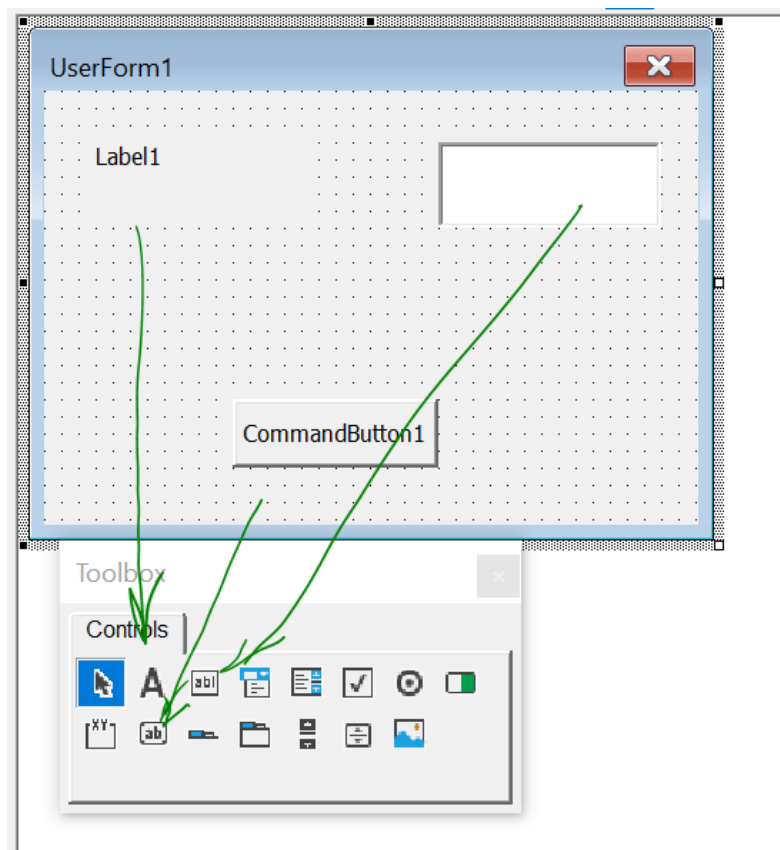 UserForm1
Label1
CommandButton1
Toolbox
Controls
A
abl
XY
ab